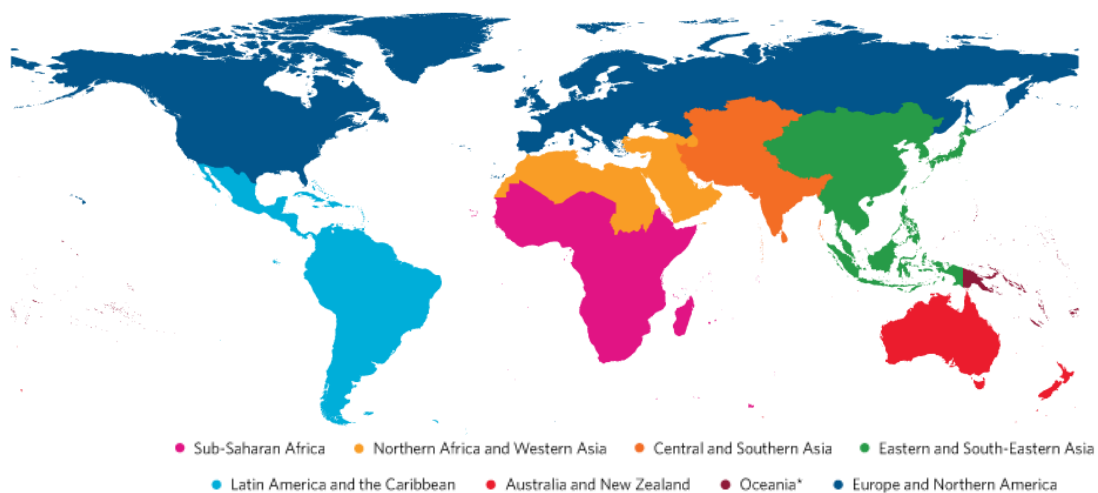 Sub-Saharan Africa Northern Africa and Western Asia Central and Southern Asia Eastern and South-Eastern Asia
Latin America and the Caribbean Australia and New Zealand Oceania* Europe and Northern America